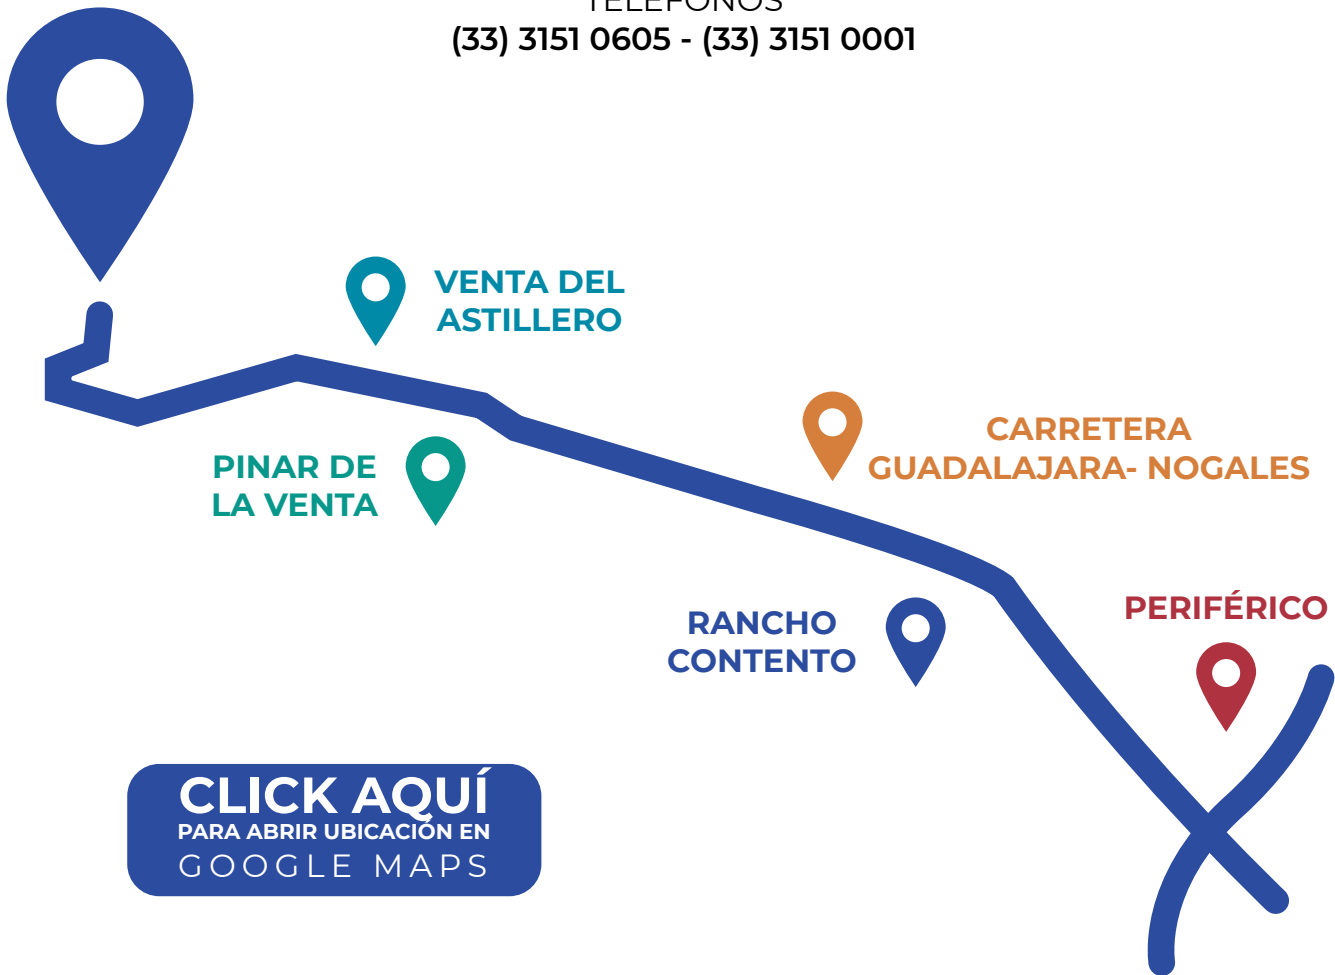 TELÉFONOS
(33) 3151 0605 - (33) 3151 0001
VENTA DEL
ASTILLERO
CARRETERA
GUADALAJARA- NOGALES
PINAR DE
LA VENTA
PERIFÉRICO
RANCHO
CONTENTO
CLICK AQUÍ
PARA ABRIR UBICACIÓN EN
GOOGLE MAPS